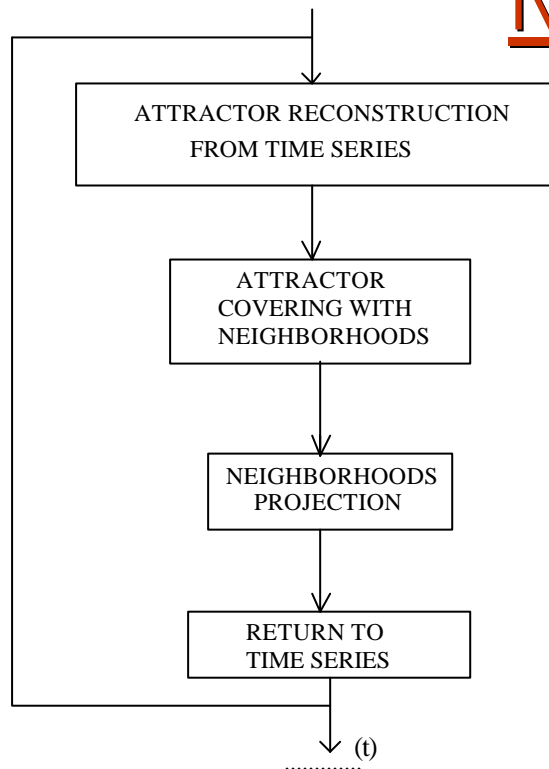 ATTRACTOR RECONSTRUCTION
FROM TIME SERIES
ATTRACTOR
COVERING WITH
NEIGHBORHOODS
NEIGHBORHOODS
PROJECTION
RETURN TO
TIME SERIES
(t)
.............